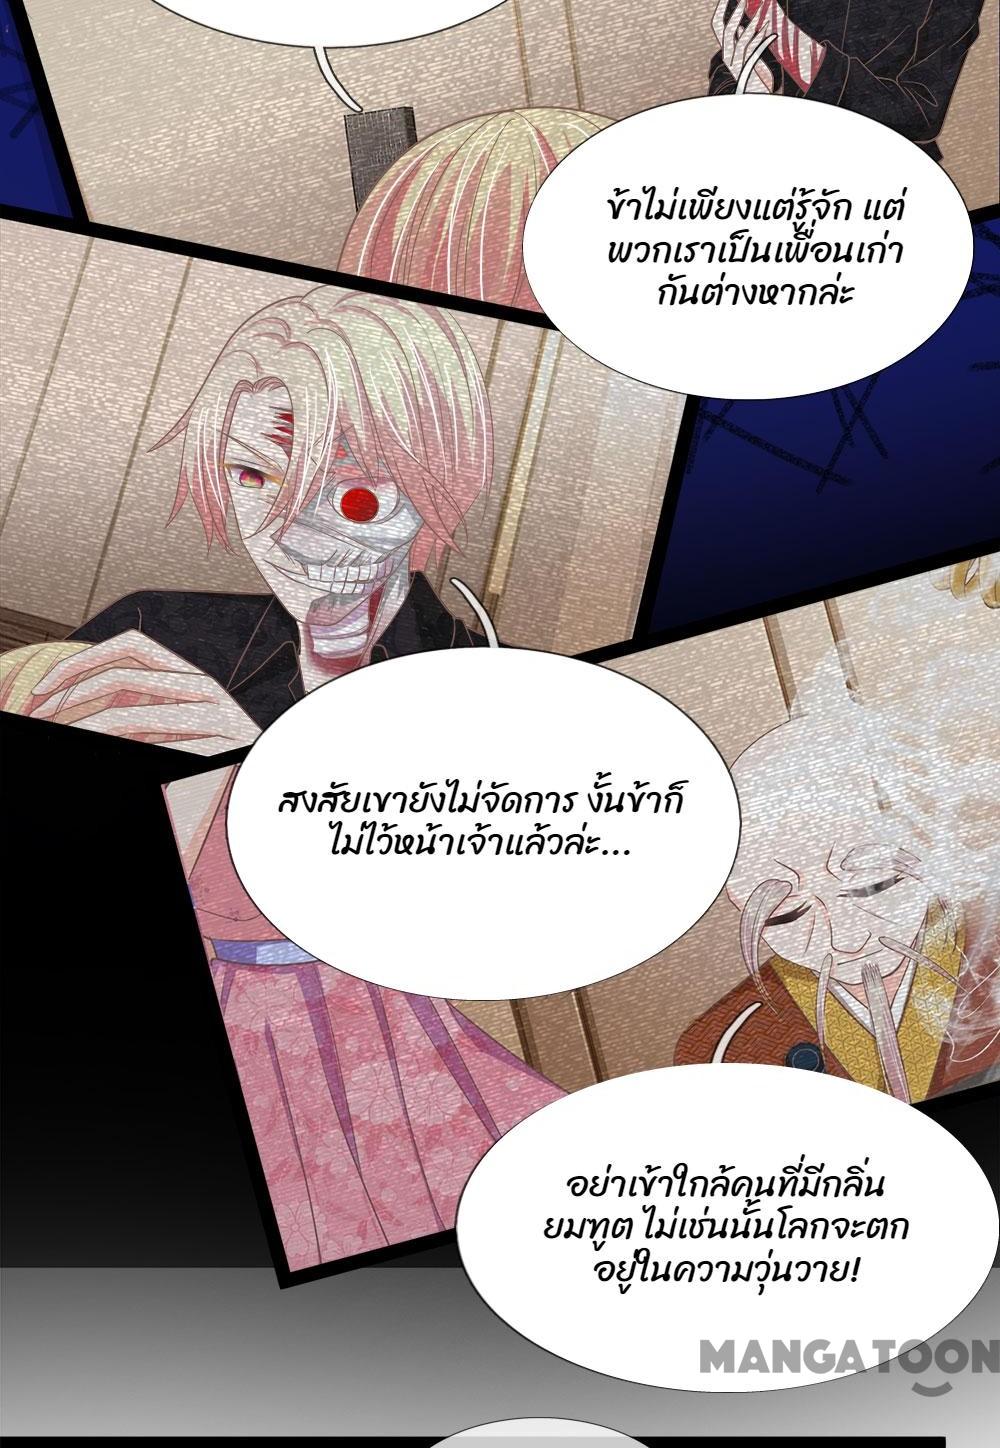 ข้าไม่เพียงแต่รู้จัก แต่
พวกเราเป็นเพื่อนเก่า
กันต่างหากล่ะ
สงสัยเขายังไม่จัดการ งั้นข้าก็
ไม่ไว้หน้าเจ้าแล้วล่ะ...
อย่าเข้าใกล้คนที่มีกลิ่น
ยมทูต ไม่เช่นนั้นโลกจะตก
อยู่ในความวุ่นวาย!
MANGATOON